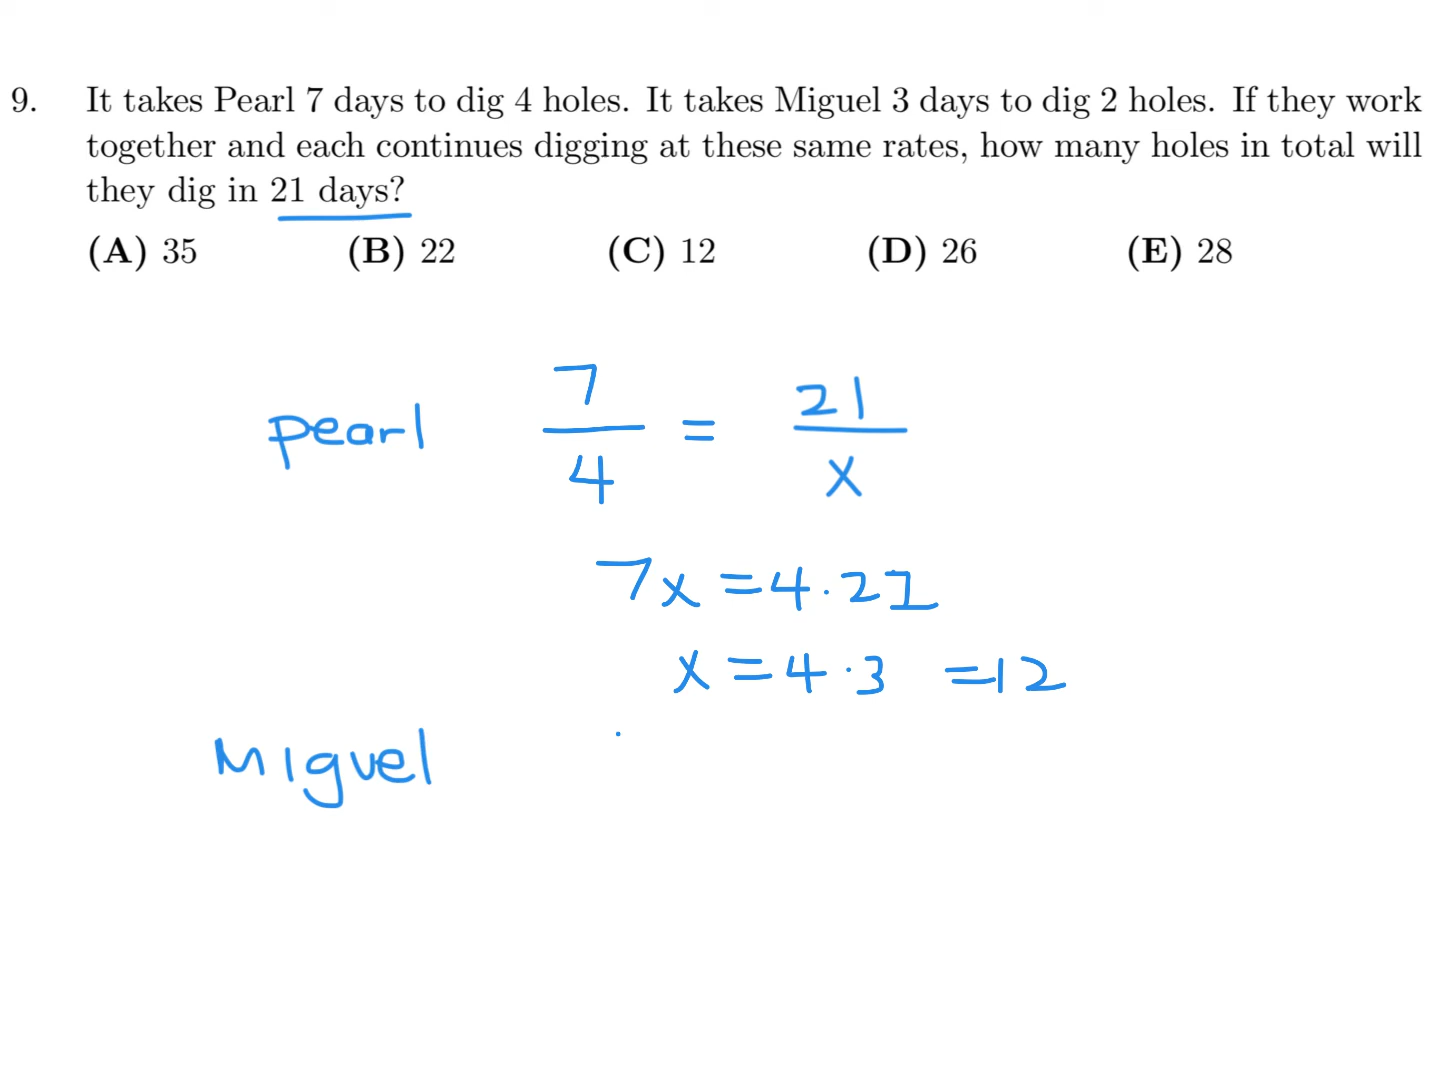 9. It takes Pearl 7 days to dig 4 holes. It takes Miguel 3 days to dig 2 holes. If they work
together and each continues digging at these same rates, how many holes in total will
they dig in 21 days?
(A) 35 (B) 22 (C) 12 (D) 26 (E) 28
pearl 7/4 = 21/x
7x = 4·21
x = 4·3 = 12
Miguel